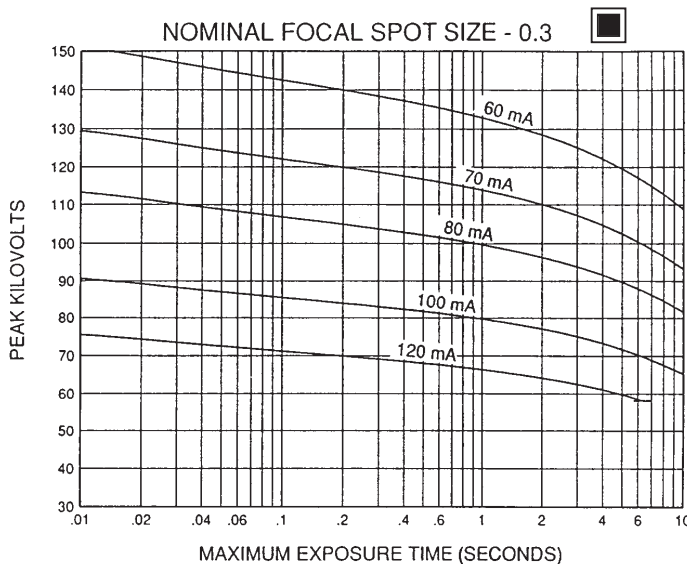 NOMINAL FOCAL SPOT SIZE - 0.3
150
140
130
120
110
100
90
80
70
60
50
40
30
PEAK KILOVOLTS
60 mA
70 mA
80 mA
100 mA
120 mA
.01 .02 .04 .06 .1 .2 .4 .6 1 2 4 6 10
MAXIMUM EXPOSURE TIME (SECONDS)